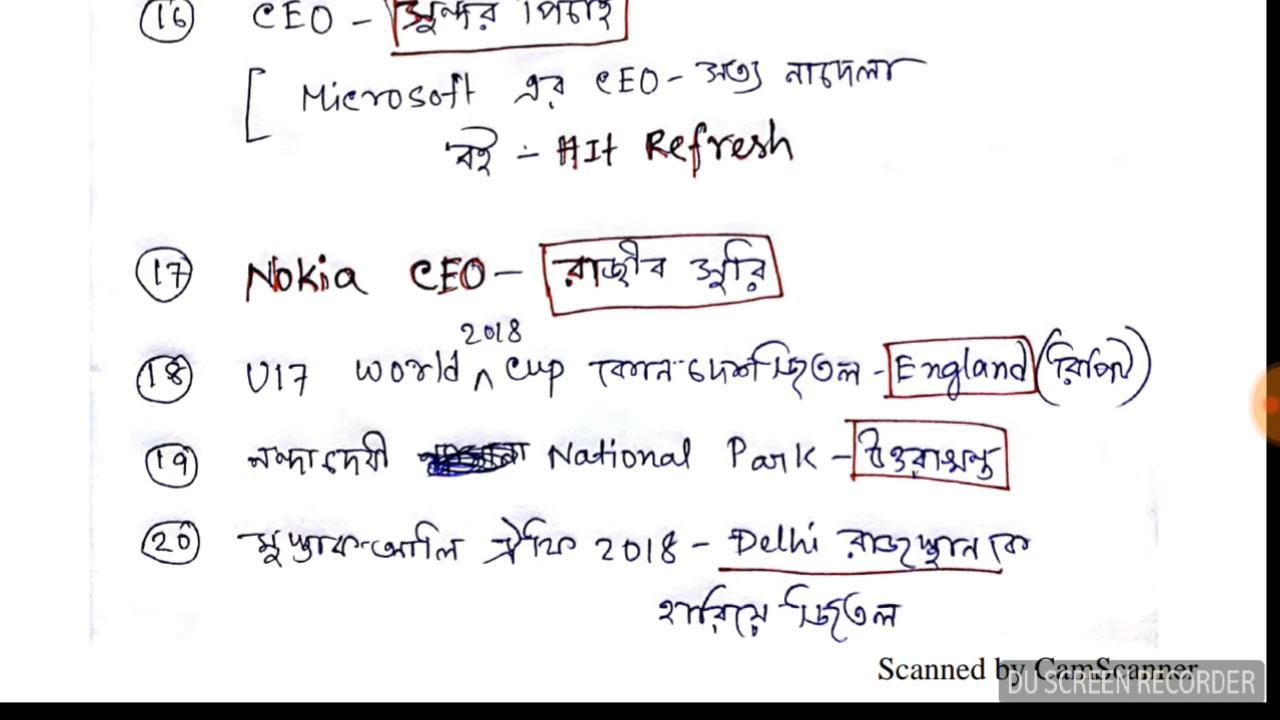 (16) CEO - সুন্দর পিচাই
[ Microsoft এর CEO - সত্য নাদেলা
বই - HIt Refresh
(17) Nokia CEO - রাজীব সুরি
2018
(18) U17 World ^ Cup কোন দেশ জিতল - England (রিপিট)
(19) নন্দাদেবী National Park - উত্তরাখন্ড
(20) মুস্তাক আলি ট্রফি 2018 - Delhi রাজস্থান কে
হারিয়ে জিতল
Scanned by CamScanner
DU SCREEN RECORDER